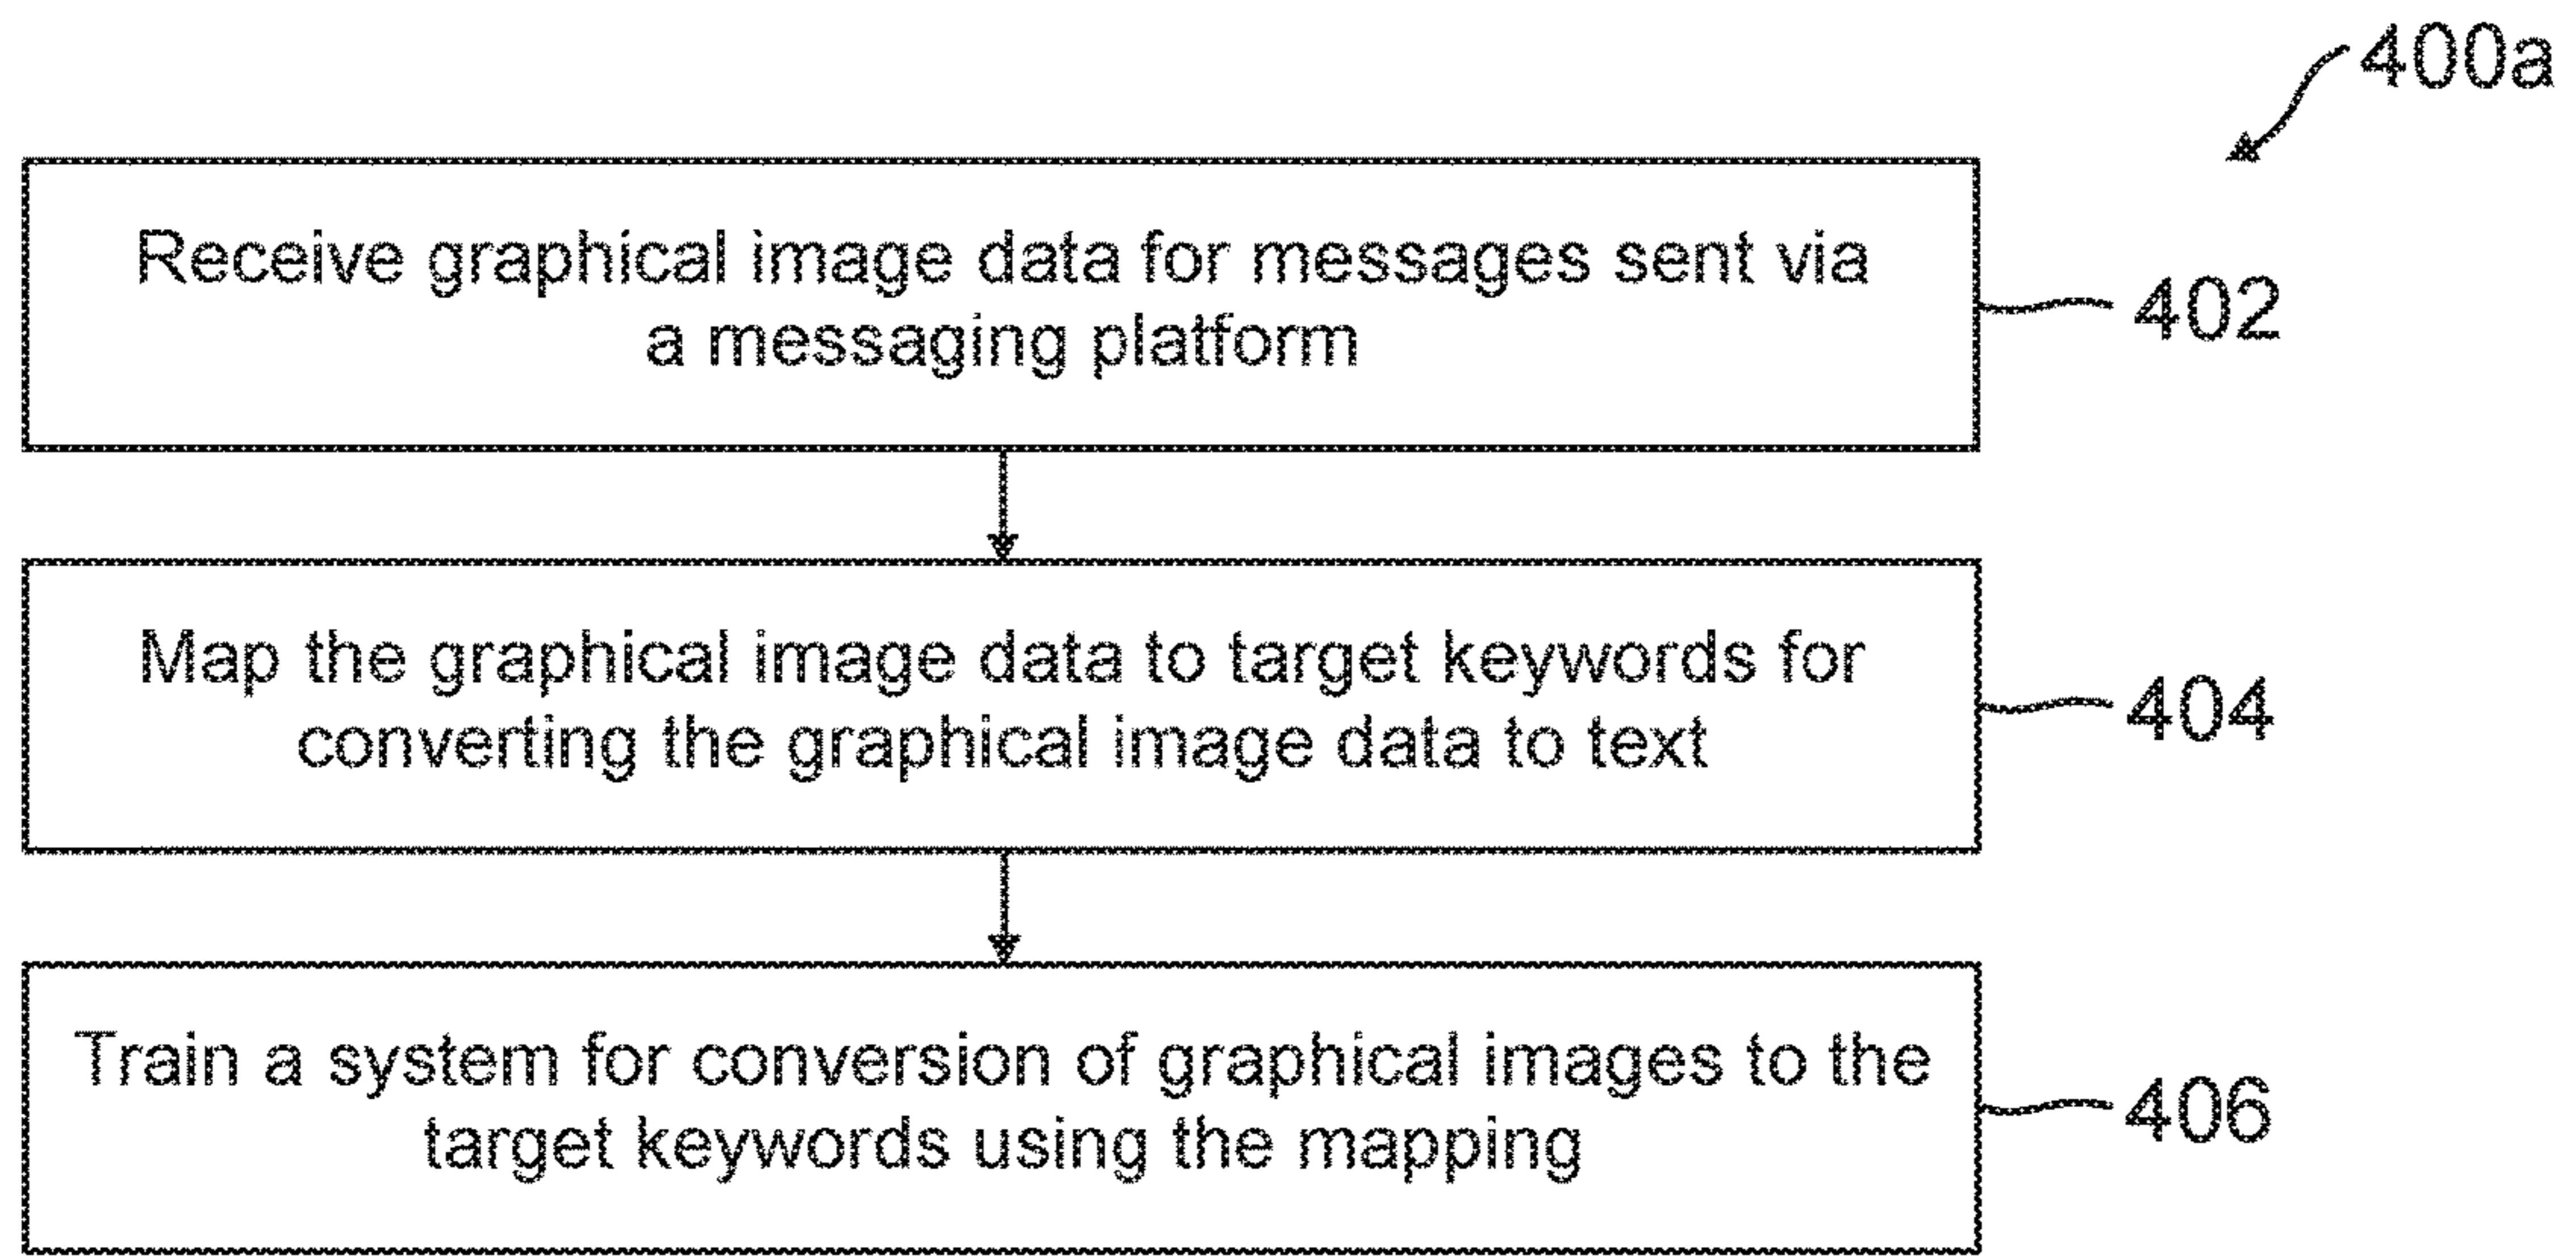 400a
Receive graphical image data for messages sent via
a messaging platform
402
Map the graphical image data to target keywords for
converting the graphical image data to text
404
Train a system for conversion of graphical images to the
target keywords using the mapping
406